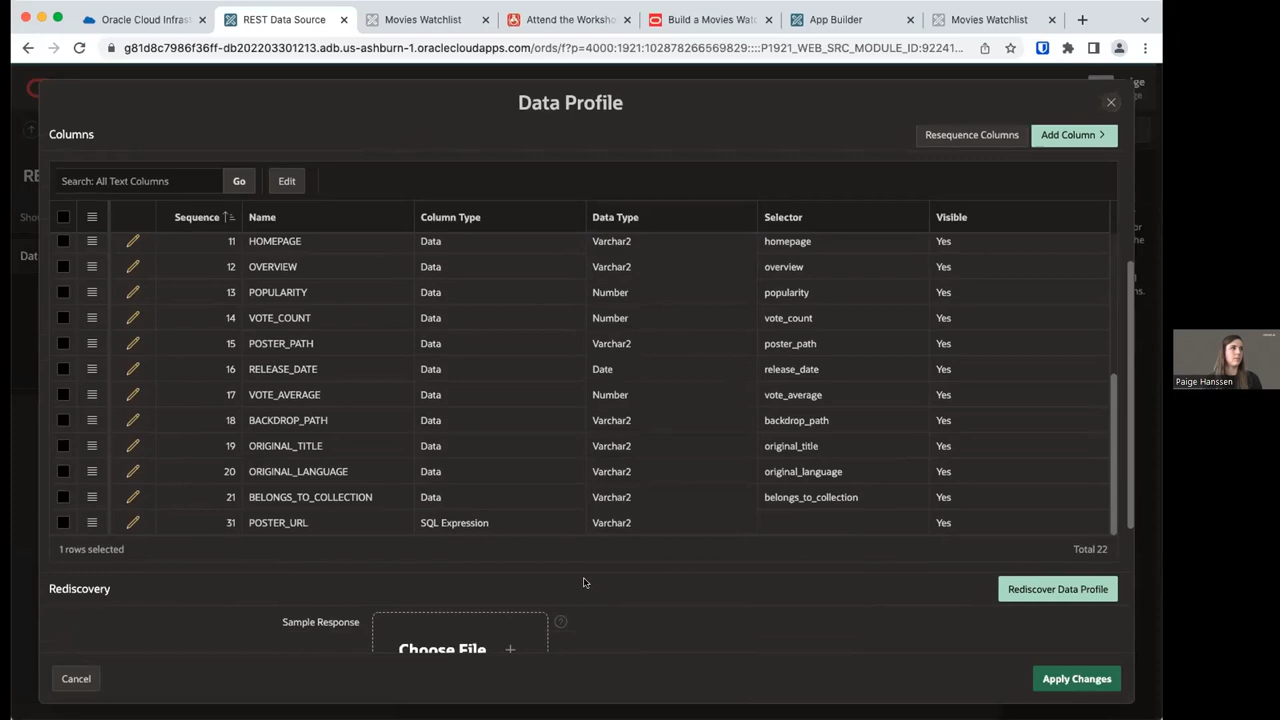 Oracle Cloud Infras
REST Data Source
Movies Watchlist
Attend the Worksho
Build a Movies Wat
App Builder
Movies Watchlist
g81d8c7986f36ff-db202203301213.adb.us-ashburn-1.oraclecloudapps.com/ords/f?p=4000:1921:102878266569829::::P1921_WEB_SRC_MODULE_ID:92241...
Data Profile
Columns
Resequence Columns
Add Column
Search: All Text Columns
Go
Edit
Sequence Name Column Type Data Type Selector Visible
11 HOMEPAGE Data Varchar2 homepage Yes
12 OVERVIEW Data Varchar2 overview Yes
13 POPULARITY Data Number popularity Yes
14 VOTE_COUNT Data Number vote_count Yes
15 POSTER_PATH Data Varchar2 poster_path Yes
16 RELEASE_DATE Data Date release_date Yes
17 VOTE_AVERAGE Data Number vote_average Yes
18 BACKDROP_PATH Data Varchar2 backdrop_path Yes
19 ORIGINAL_TITLE Data Varchar2 original_title Yes
20 ORIGINAL_LANGUAGE Data Varchar2 original_language Yes
21 BELONGS_TO_COLLECTION Data Varchar2 belongs_to_collection Yes
31 POSTER_URL SQL Expression Varchar2 Yes
1 rows selected
Total 22
Rediscovery
Rediscover Data Profile
Sample Response
Choose File
Cancel
Apply Changes
Paige Hanssen